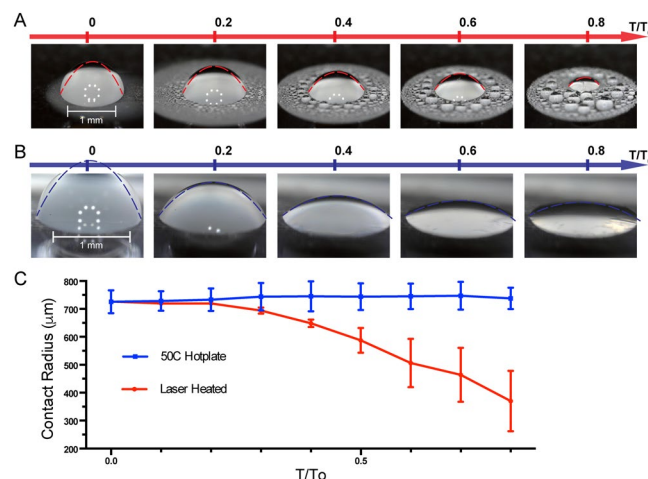 A
0 0.2 0.4 0.6 0.8
1 mm
B
0 0.2 0.4 0.6 0.8
1 mm
C
Contact Radius (μm)
800
700
600
500
400
300
200
50C Hotplate
Laser Heated
0.0 0.5
T/To